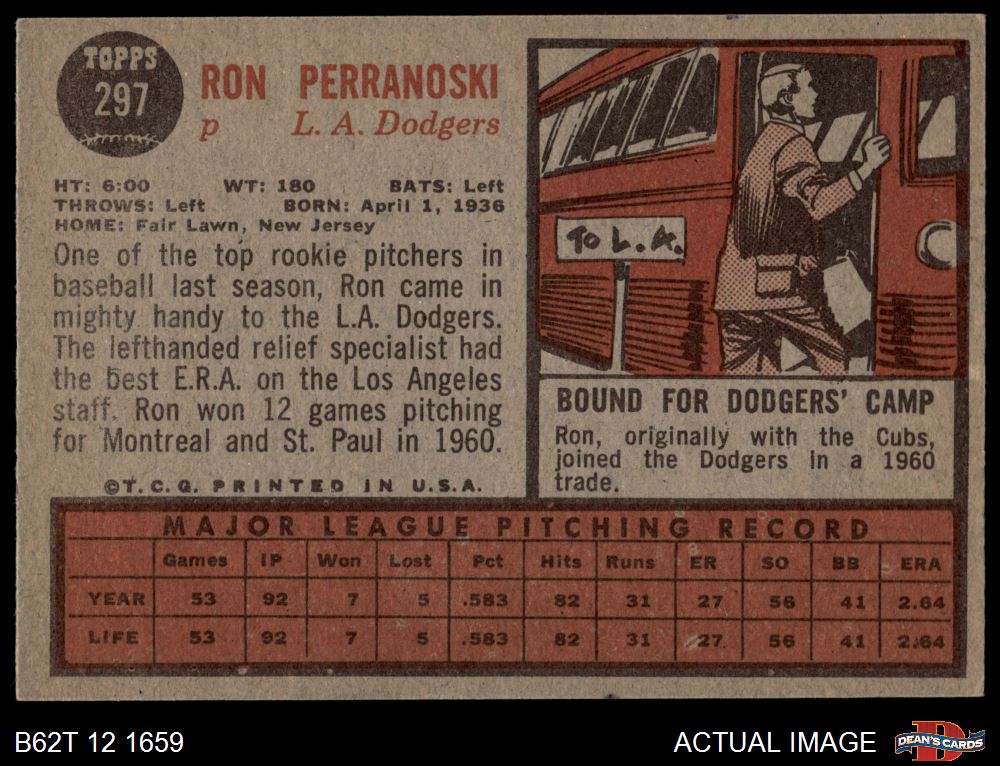 TOPPS
297
RON PERRANOSKI
p L. A. Dodgers
HT: 6:00 WT: 180 BATS: Left
THROWS: Left BORN: April 1, 1936
HOME: Fair Lawn, New Jersey
One of the top rookie pitchers in
baseball last season, Ron came in
mighty handy to the L.A. Dodgers.
The lefthanded relief specialist had
the best E.R.A. on the Los Angeles
staff. Ron won 12 games pitching
for Montreal and St. Paul in 1960.
©T.C.G. PRINTED IN U.S.A.
To L.A.
BOUND FOR DODGERS' CAMP
Ron, originally with the Cubs,
joined the Dodgers in a 1960
trade.
MAJOR LEAGUE PITCHING RECORD
Games IP Won Lost Pct Hits Runs ER SO BB ERA
YEAR 53 92 7 5 .583 82 31 27 56 41 2.64
LIFE 53 92 7 5 .583 82 31 27 56 41 2.64
B62T 12 1659
ACTUAL IMAGE
DEAN'S CARDS